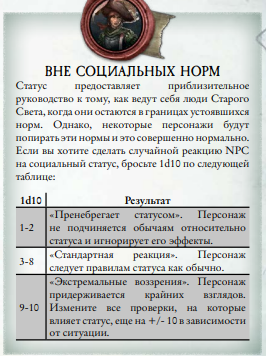 ВНЕ СОЦИАЛЬНЫХ НОРМ
Статус предоставляет приблизительное
руководство к тому, как ведут себя люди Старого
Света, когда они остаются в границах устоявшихся
норм. Однако, некоторые персонажи будут
попирать эти нормы и это совершенно нормально.
Если вы хотите сделать случайной реакцию NPC
на социальный статус, бросьте 1d10 по следующей
таблице:
1d10 Результат
1-2 «Пренебрегает статусом». Персонаж
не подчиняется обычаям относительно
статуса и игнорирует его эффекты.
3-8 «Стандартная реакция». Персонаж
следует правилам статуса как обычно.
9-10 «Экстремальные воззрения». Персонаж
придерживается крайних взглядов.
Измените все проверки, на которые
влияет статус, еще на +/- 10 в зависимости
от ситуации.